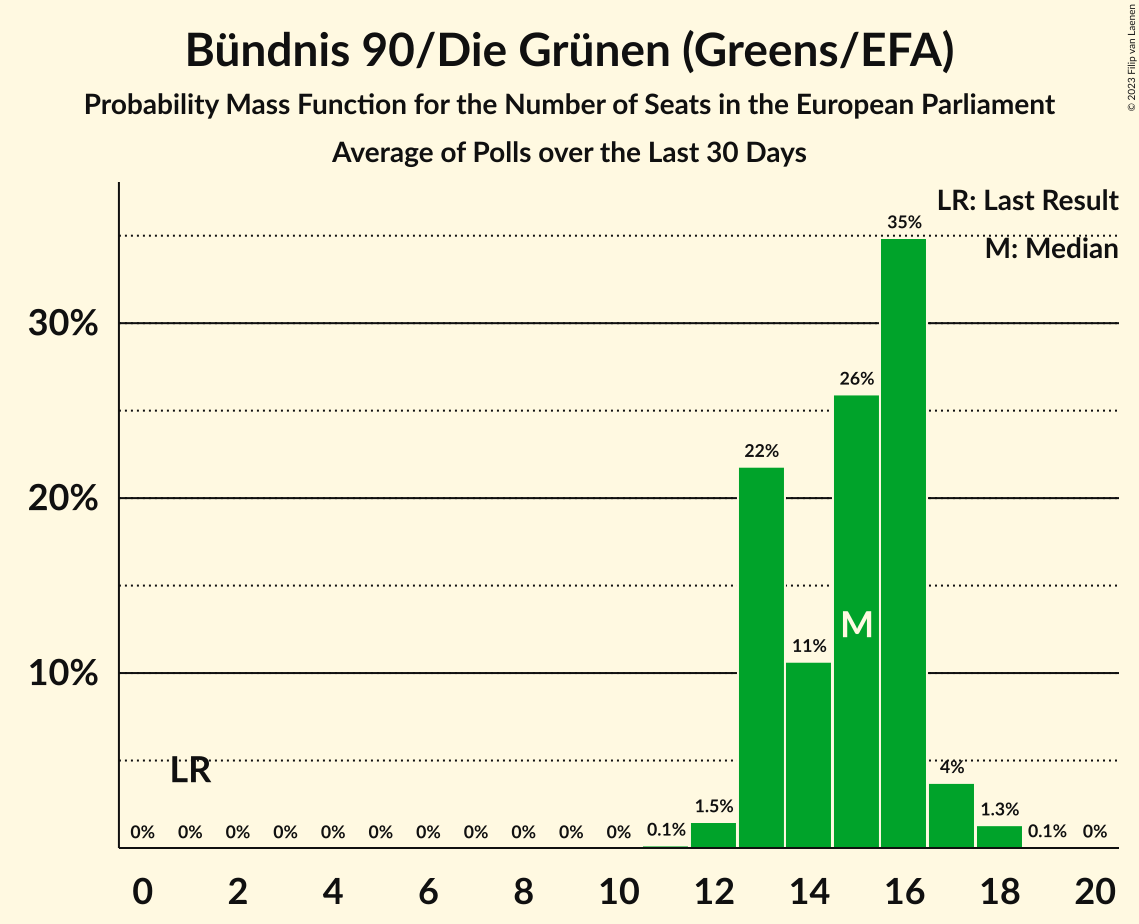 Bündnis 90/Die Grünen (Greens/EFA)
Probability Mass Function for the Number of Seats in the European Parliament
Average of Polls over the Last 30 Days
© 2023 Filip van Laenen
LR: Last Result
M: Median
35%
30%
26%
22%
20%
M
11%
10%
LR
4%
0% 0% 0% 0% 0% 0% 0% 0% 0% 0% 0% 0.1% 1.5% 1.3% 0.1% 0%
0 2 4 6 8 10 12 14 16 18 20